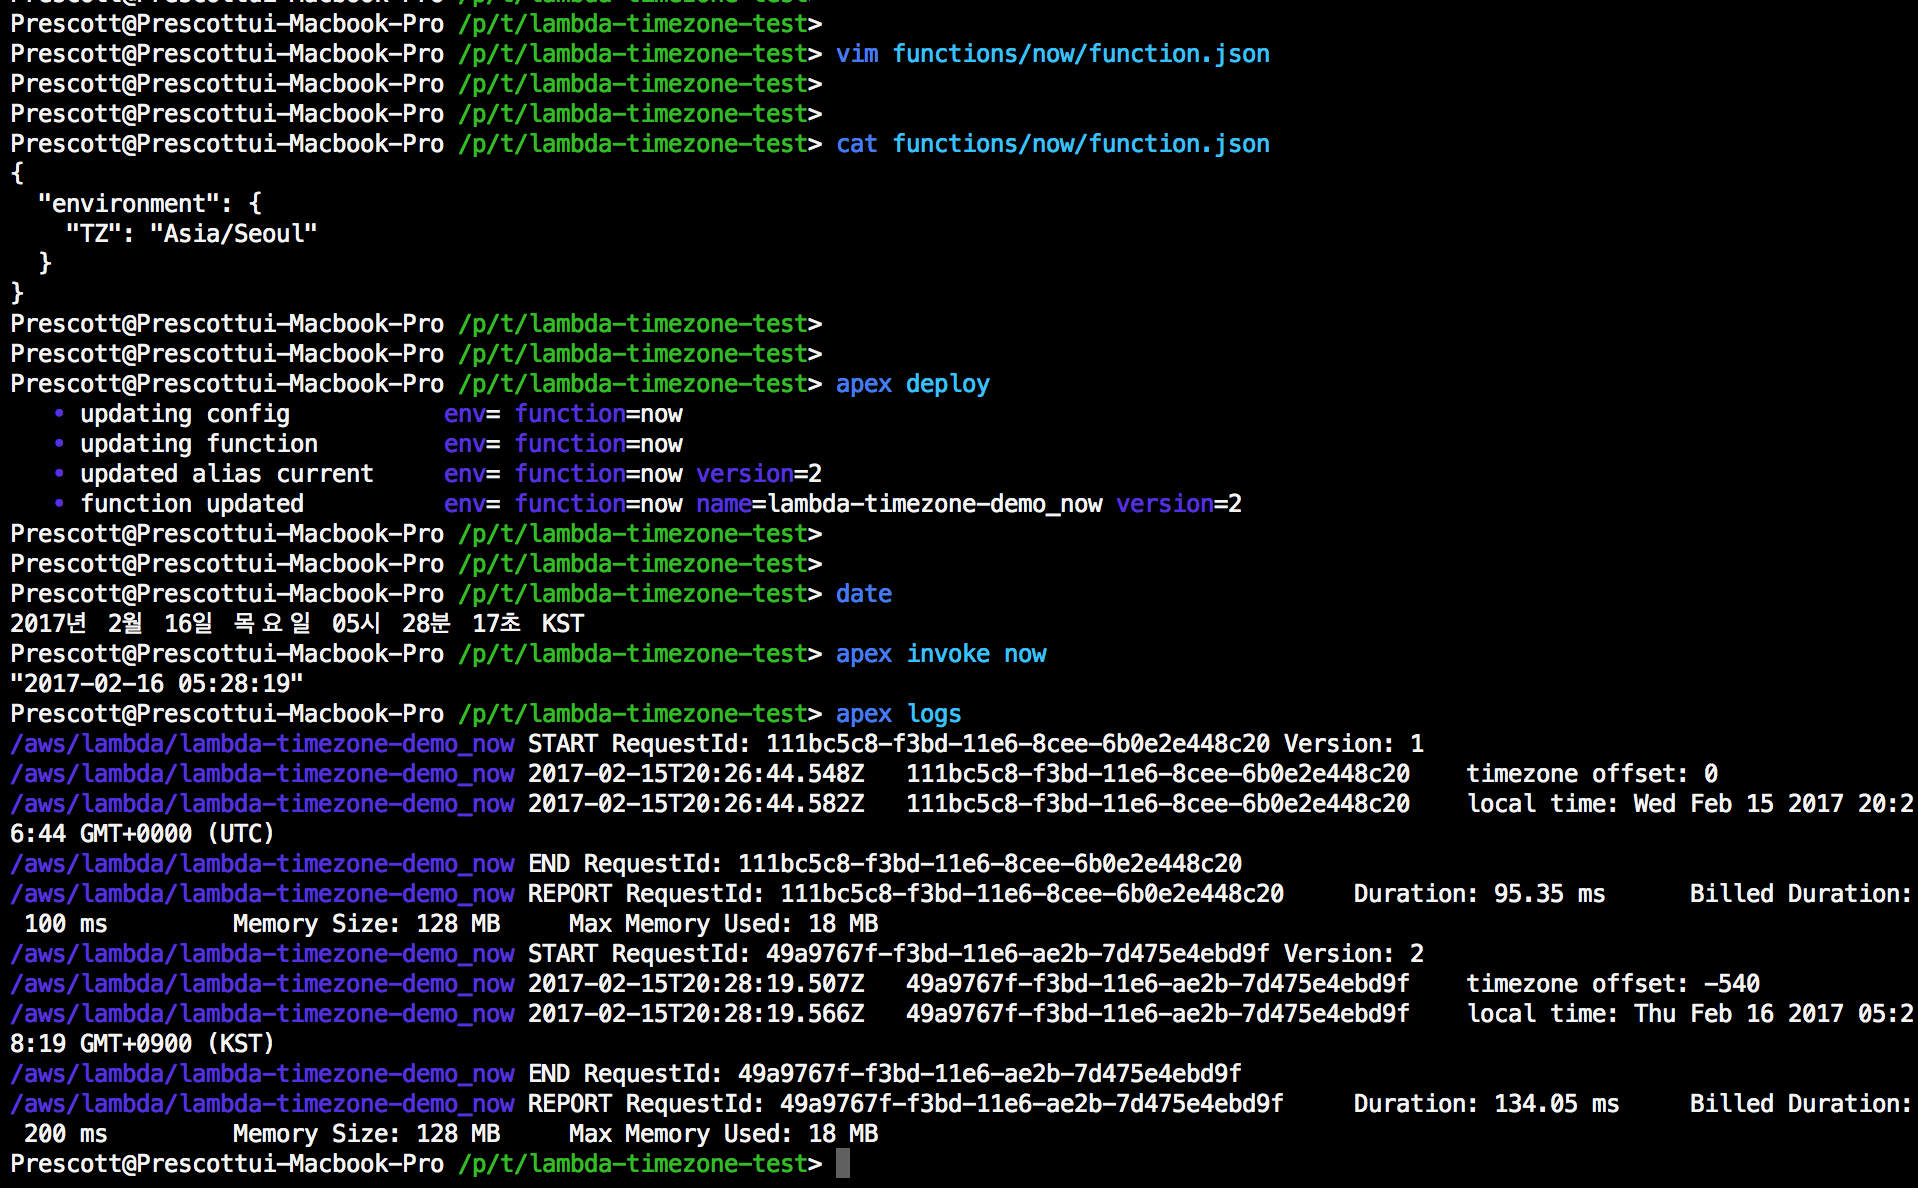 Prescott@Prescottui-Macbook-Pro /p/t/lambda-timezone-test>
Prescott@Prescottui-Macbook-Pro /p/t/lambda-timezone-test>
Prescott@Prescottui-Macbook-Pro /p/t/lambda-timezone-test> vim functions/now/function.json
Prescott@Prescottui-Macbook-Pro /p/t/lambda-timezone-test>
Prescott@Prescottui-Macbook-Pro /p/t/lambda-timezone-test>
Prescott@Prescottui-Macbook-Pro /p/t/lambda-timezone-test> cat functions/now/function.json
{
  "environment": {
    "TZ": "Asia/Seoul"
  }
}
Prescott@Prescottui-Macbook-Pro /p/t/lambda-timezone-test>
Prescott@Prescottui-Macbook-Pro /p/t/lambda-timezone-test>
Prescott@Prescottui-Macbook-Pro /p/t/lambda-timezone-test> apex deploy
   • updating config           env= function=now
   • updating function         env= function=now
   • updated alias current     env= function=now version=2
   • function updated          env= function=now name=lambda-timezone-demo_now version=2
Prescott@Prescottui-Macbook-Pro /p/t/lambda-timezone-test>
Prescott@Prescottui-Macbook-Pro /p/t/lambda-timezone-test>
Prescott@Prescottui-Macbook-Pro /p/t/lambda-timezone-test> date
2017년 2월 16일 목요일 05시 28분 17초 KST
Prescott@Prescottui-Macbook-Pro /p/t/lambda-timezone-test> apex invoke now
"2017-02-16 05:28:19"
Prescott@Prescottui-Macbook-Pro /p/t/lambda-timezone-test> apex logs
/aws/lambda/lambda-timezone-demo_now START RequestId: 111bc5c8-f3bd-11e6-8cee-6b0e2e448c20 Version: 1
/aws/lambda/lambda-timezone-demo_now 2017-02-15T20:26:44.548Z   111bc5c8-f3bd-11e6-8cee-6b0e2e448c20    timezone offset: 0
/aws/lambda/lambda-timezone-demo_now 2017-02-15T20:26:44.582Z   111bc5c8-f3bd-11e6-8cee-6b0e2e448c20    local time: Wed Feb 15 2017 20:2
6:44 GMT+0000 (UTC)
/aws/lambda/lambda-timezone-demo_now END RequestId: 111bc5c8-f3bd-11e6-8cee-6b0e2e448c20
/aws/lambda/lambda-timezone-demo_now REPORT RequestId: 111bc5c8-f3bd-11e6-8cee-6b0e2e448c20     Duration: 95.35 ms      Billed Duration:
 100 ms         Memory Size: 128 MB     Max Memory Used: 18 MB
/aws/lambda/lambda-timezone-demo_now START RequestId: 49a9767f-f3bd-11e6-ae2b-7d475e4ebd9f Version: 2
/aws/lambda/lambda-timezone-demo_now 2017-02-15T20:28:19.507Z   49a9767f-f3bd-11e6-ae2b-7d475e4ebd9f    timezone offset: -540
/aws/lambda/lambda-timezone-demo_now 2017-02-15T20:28:19.566Z   49a9767f-f3bd-11e6-ae2b-7d475e4ebd9f    local time: Thu Feb 16 2017 05:2
8:19 GMT+0900 (KST)
/aws/lambda/lambda-timezone-demo_now END RequestId: 49a9767f-f3bd-11e6-ae2b-7d475e4ebd9f
/aws/lambda/lambda-timezone-demo_now REPORT RequestId: 49a9767f-f3bd-11e6-ae2b-7d475e4ebd9f     Duration: 134.05 ms     Billed Duration:
 200 ms         Memory Size: 128 MB     Max Memory Used: 18 MB
Prescott@Prescottui-Macbook-Pro /p/t/lambda-timezone-test>